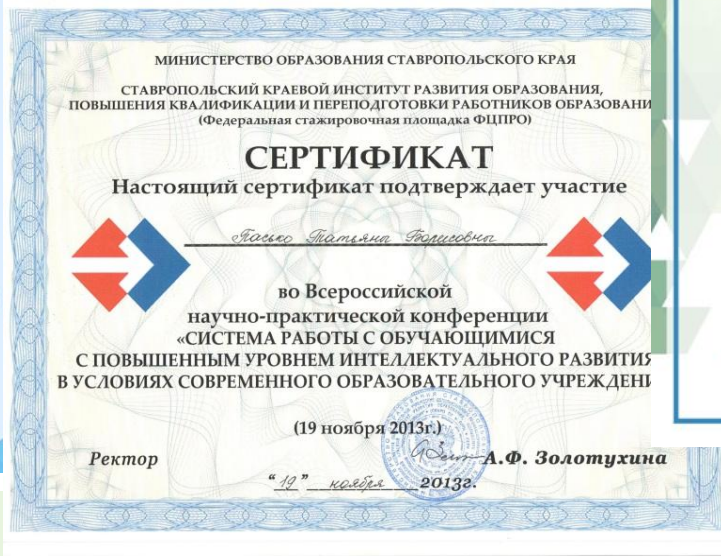 МИНИСТЕРСТВО ОБРАЗОВАНИЯ СТАВРОПОЛЬСКОГО КРАЯ
СТАВРОПОЛЬСКИЙ КРАЕВОЙ ИНСТИТУТ РАЗВИТИЯ ОБРАЗОВАНИЯ,
ПОВЫШЕНИЯ КВАЛИФИКАЦИИ И ПЕРЕПОДГОТОВКИ РАБОТНИКОВ ОБРАЗОВАНИ
(Федеральная стажировочная площадка ФЦПРО)
СЕРТИФИКАТ
Настоящий сертификат подтверждает участие
Пасько Татьяны Борисовны
во Всероссийской
научно-практической конференции
«СИСТЕМА РАБОТЫ С ОБУЧАЮЩИМИСЯ
С ПОВЫШЕННЫМ УРОВНЕМ ИНТЕЛЛЕКТУАЛЬНОГО РАЗВИТИЯ
В УСЛОВИЯХ СОВРЕМЕННОГО ОБРАЗОВАТЕЛЬНОГО УЧРЕЖДЕНИ
(19 ноября 2013г.)
Ректор А.Ф. Золотухина
"19" ноября 2013г.